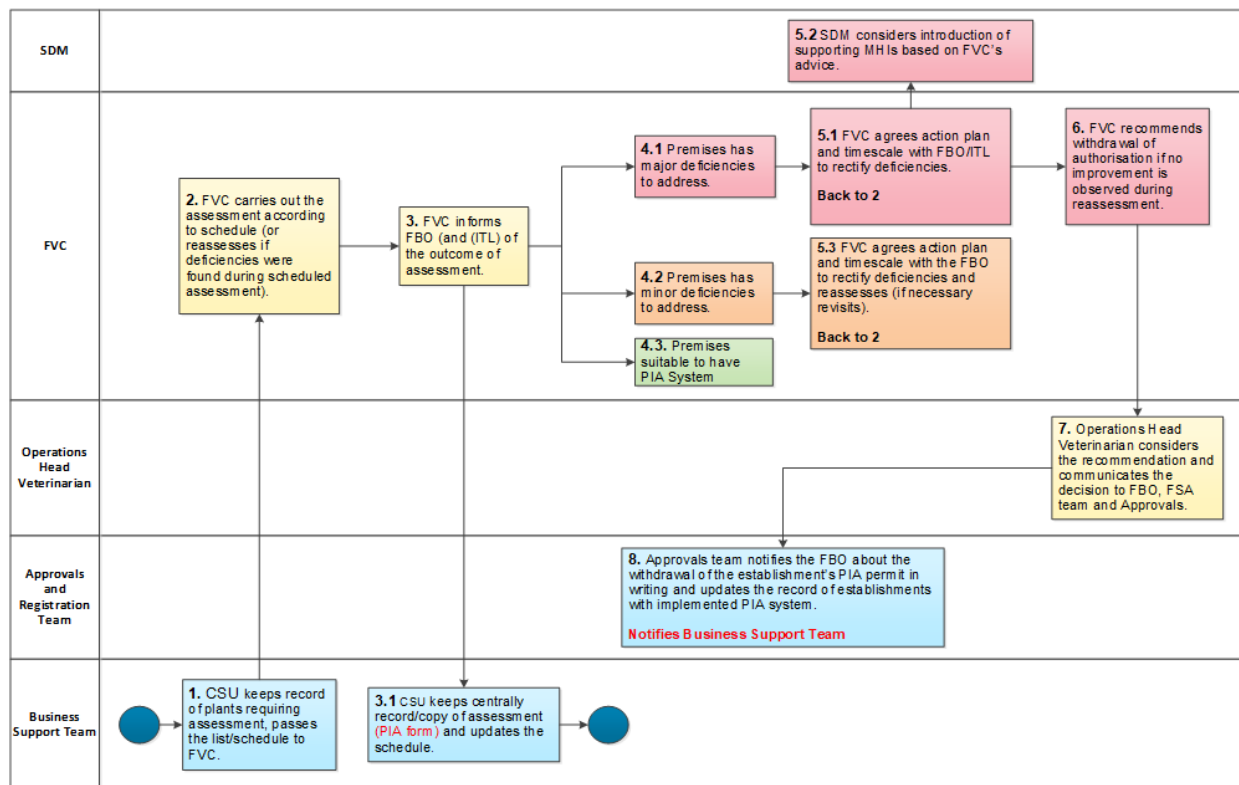 SDM
5.2 SDM considers introduction of
supporting MHIs based on FVC's
advice.
FVC
2. FVC carries out the
assessment according
to schedule (or
reassesses if
deficiencies were
found during scheduled
assessment).
3. FVC informs
FBO (and (ITL) of
the outcome of
assessment.
4.1 Premises has
major deficiencies
to address.
5.1 FVC agrees action plan
and timescale with FBO/ITL
to rectify deficiencies.
Back to 2
6. FVC recommends
withdrawal of
authorisation if no
improvement is
observed during
reassessment.
4.2 Premises has
minor deficiencies
to address.
5.3 FVC agrees action plan
and timescale with the FBO
to rectify deficiencies and
reassesses (if necessary
revisits).
Back to 2
4.3. Premises
suitable to have
PIA System
Operations
Head
Veterinarian
7. Operations Head
Veterinarian considers
the recommendation and
communicates the
decision to FBO, FSA
team and Approvals.
Approvals
and
Registration
Team
8. Approvals team notifies the FBO about the
withdrawal of the establishment's PIA permit in
writing and updates the record of establishments
with implemented PIA system.
Notifies Business Support Team
Business
Support Team
1. CSU keeps record
of plants requiring
assessment, passes
the list/schedule to
FVC.
3.1 CSU keeps centrally
record/copy of assessment
(PIA form) and updates the
schedule.